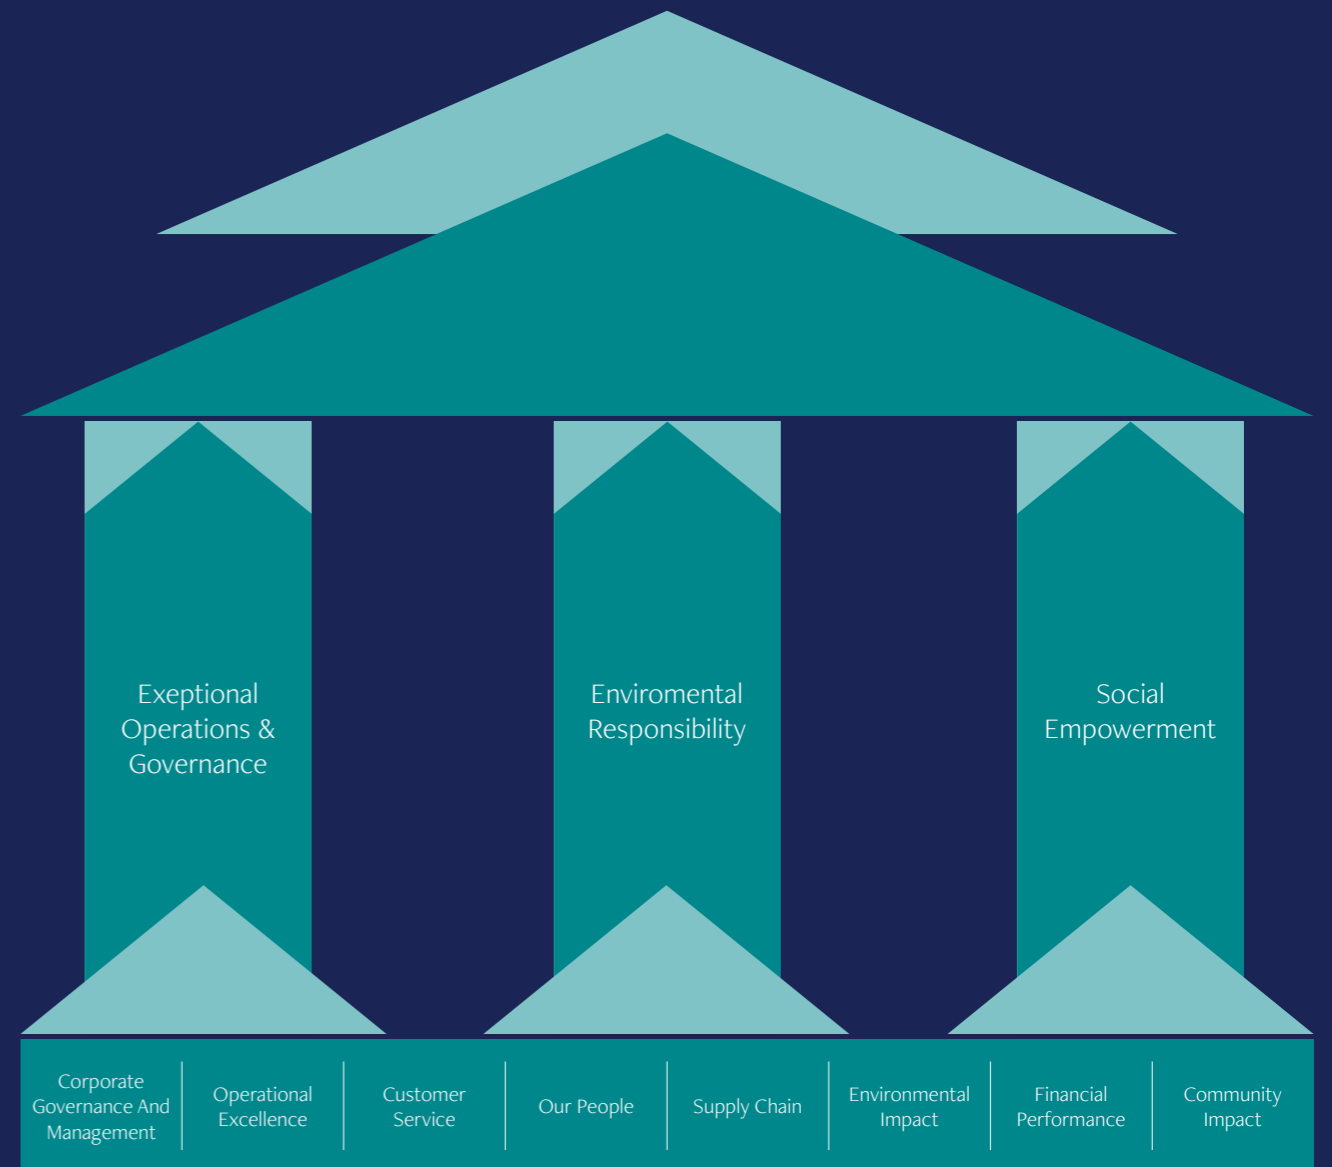 Exeptional
Operations &
Governance
Enviromental
Responsibility
Social
Empowerment
Corporate
Governance And
Management
Operational
Excellence
Customer
Service
Our People
Supply Chain
Environmental
Impact
Financial
Performance
Community
Impact